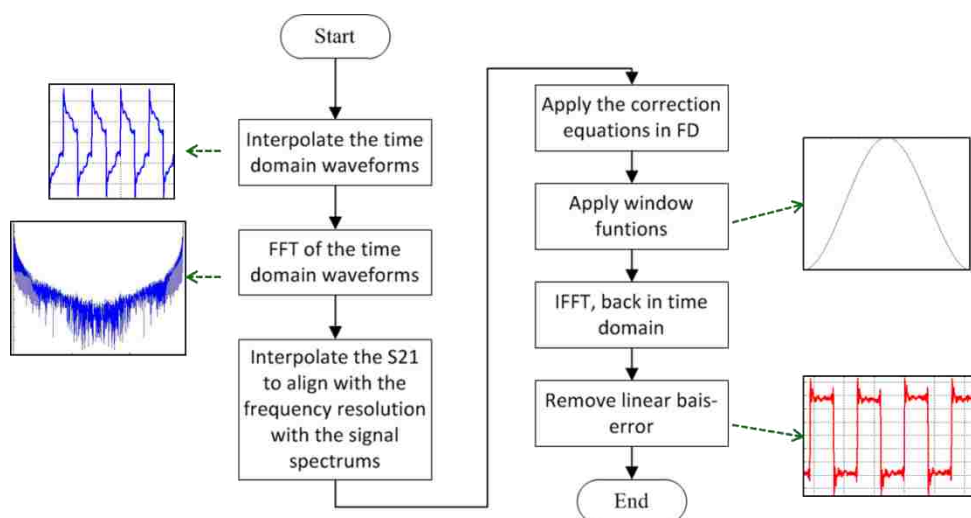 Start
Interpolate the time
domain waveforms
FFT of the time
domain waveforms
Interpolate the S21
to align with the
frequency resolution
with the signal
spectrums
Apply the correction
equations in FD
Apply window
funtions
IFFT, back in time
domain
Remove linear bais-
error
End